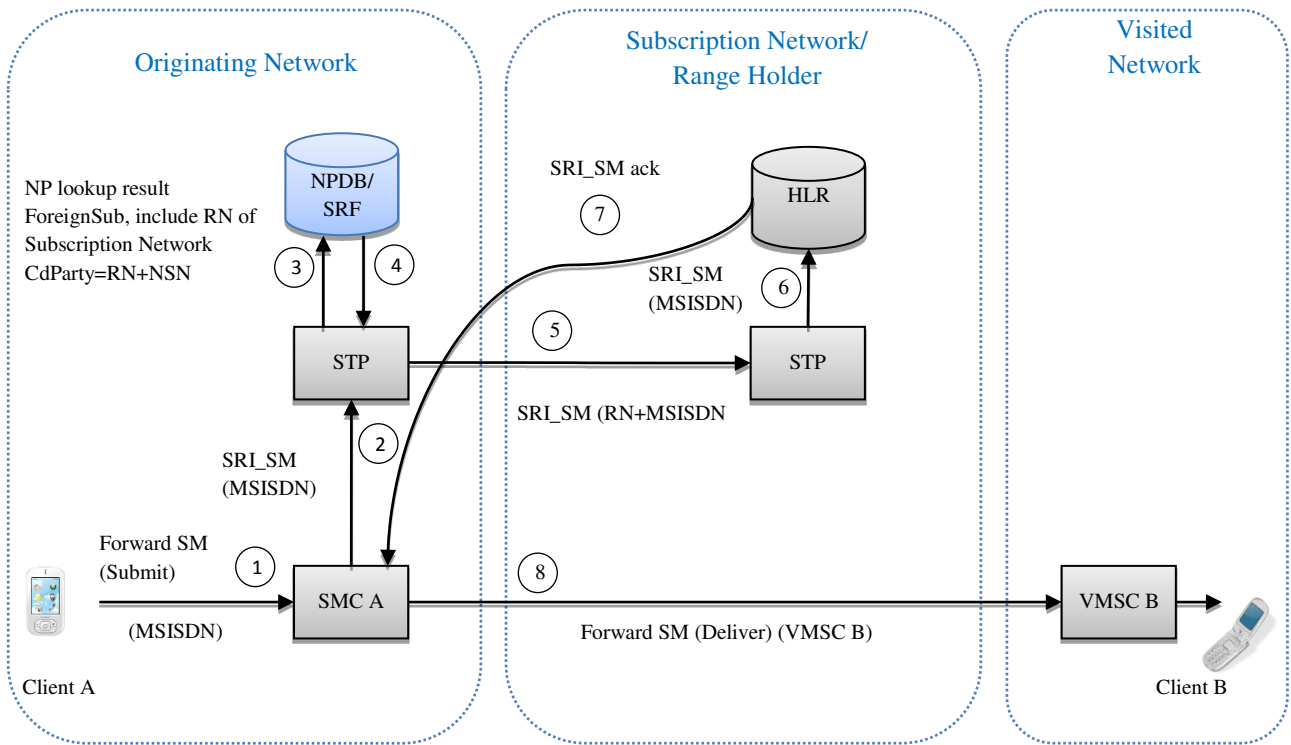 Originating Network
Subscription Network/
Range Holder
Visited
Network
NP lookup result
ForeignSub, include RN of
Subscription Network
CdParty=RN+NSN
NPDB/
SRF
3
4
SRI_SM ack
7
HLR
SRI_SM
(MSISDN)
6
5
STP
STP
SRI_SM (RN+MSISDN
2
SRI_SM
(MSISDN)
Forward SM
(Submit)
1
(MSISDN)
SMC A
8
Forward SM (Deliver) (VMSC B)
VMSC B
Client A
Client B